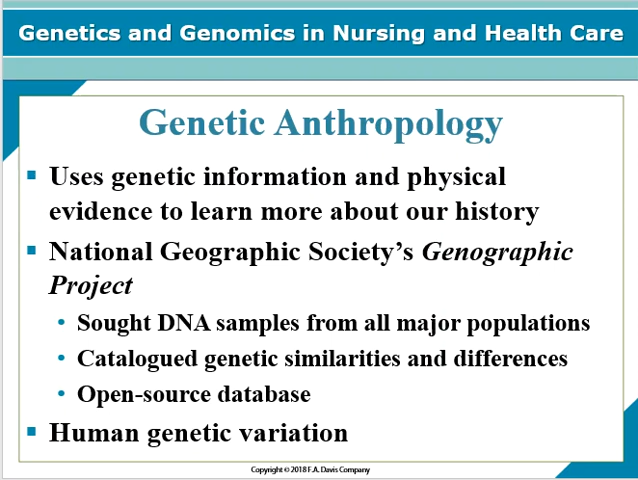 Genetics and Genomics in Nursing and Health Care
Genetic Anthropology
▪ Uses genetic information and physical
evidence to learn more about our history
▪ National Geographic Society’s Genographic
Project
• Sought DNA samples from all major populations
• Catalogued genetic similarities and differences
• Open-source database
▪ Human genetic variation
Copyright © 2018 F.A. Davis Company